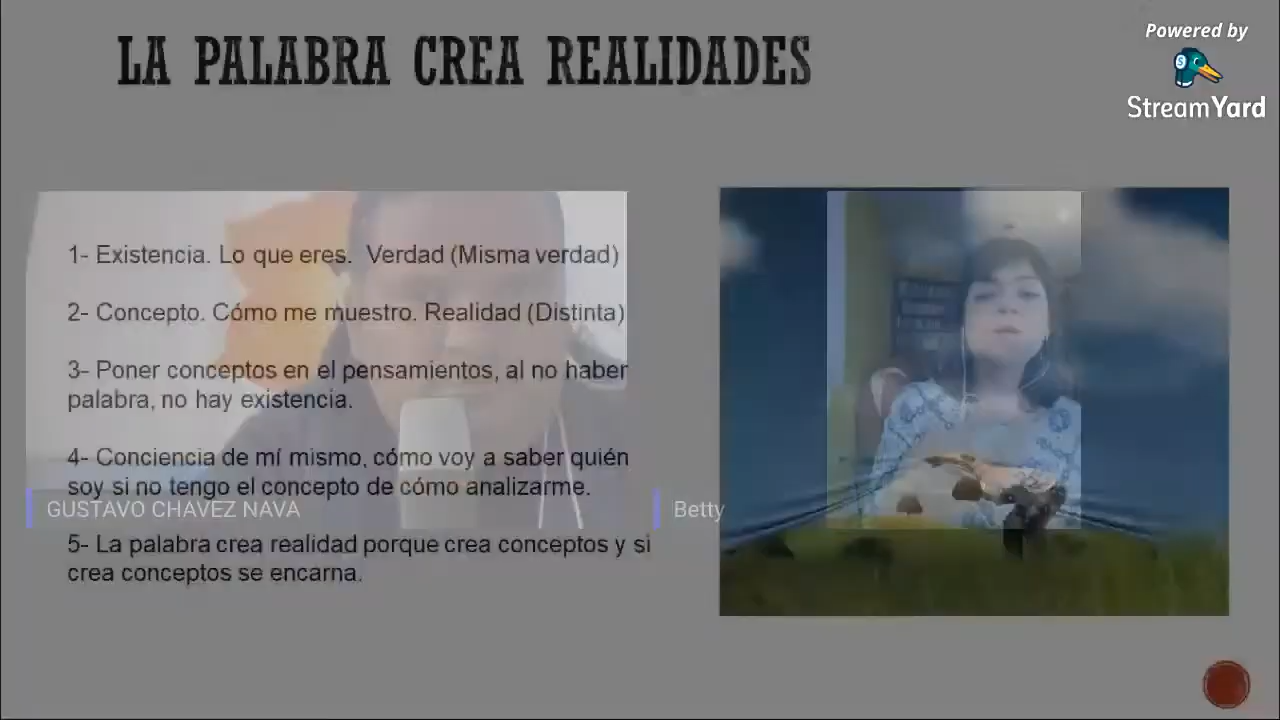 LA PALABRA CREA REALIDADES
Powered by
StreamYard
1- Existencia. Lo que eres. Verdad (Misma verdad)
2- Concepto. Cómo me muestro. Realidad (Distinta)
3- Poner conceptos en el pensamientos, al no haber
palabra, no hay existencia.
4- Conciencia de mí mismo, cómo voy a saber quién
soy si no tengo el concepto de cómo analizarme.
GUSTAVO CHAVEZ NAVA
Betty
5- La palabra crea realidad porque crea conceptos y si
crea conceptos se encarna.